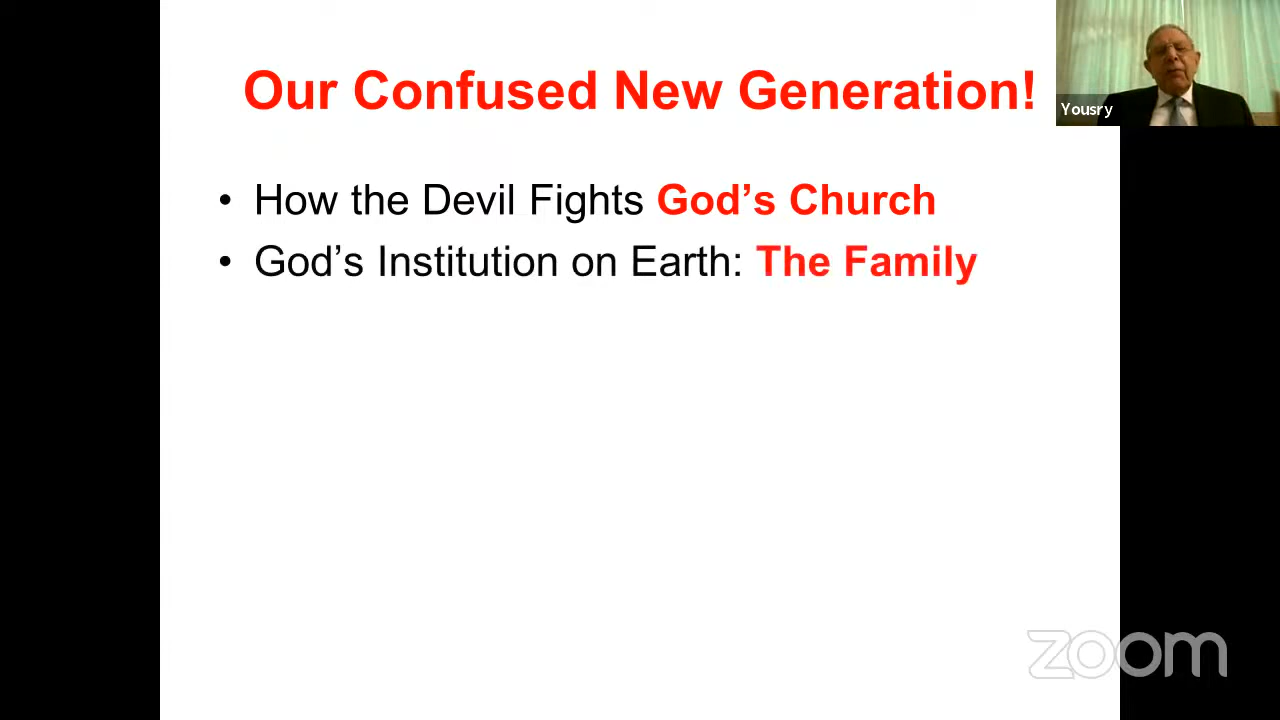 Our Confused New Generation!
Yousry
• How the Devil Fights God’s Church
• God’s Institution on Earth: The Family
zoom